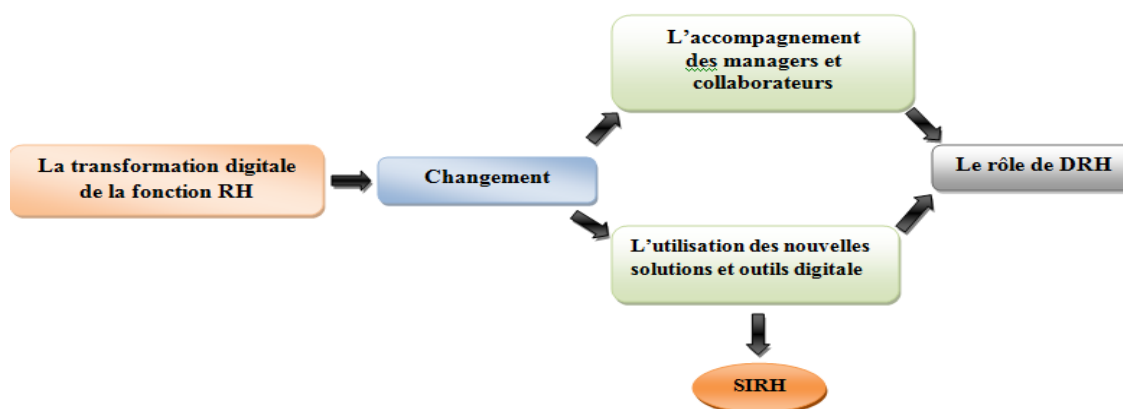 La transformation digitale
de la fonction RH
Changement
L'accompagnement
des managers et
collaborateurs
L'utilisation des nouvelles
solutions et outils digitale
SIRH
Le rôle de DRH